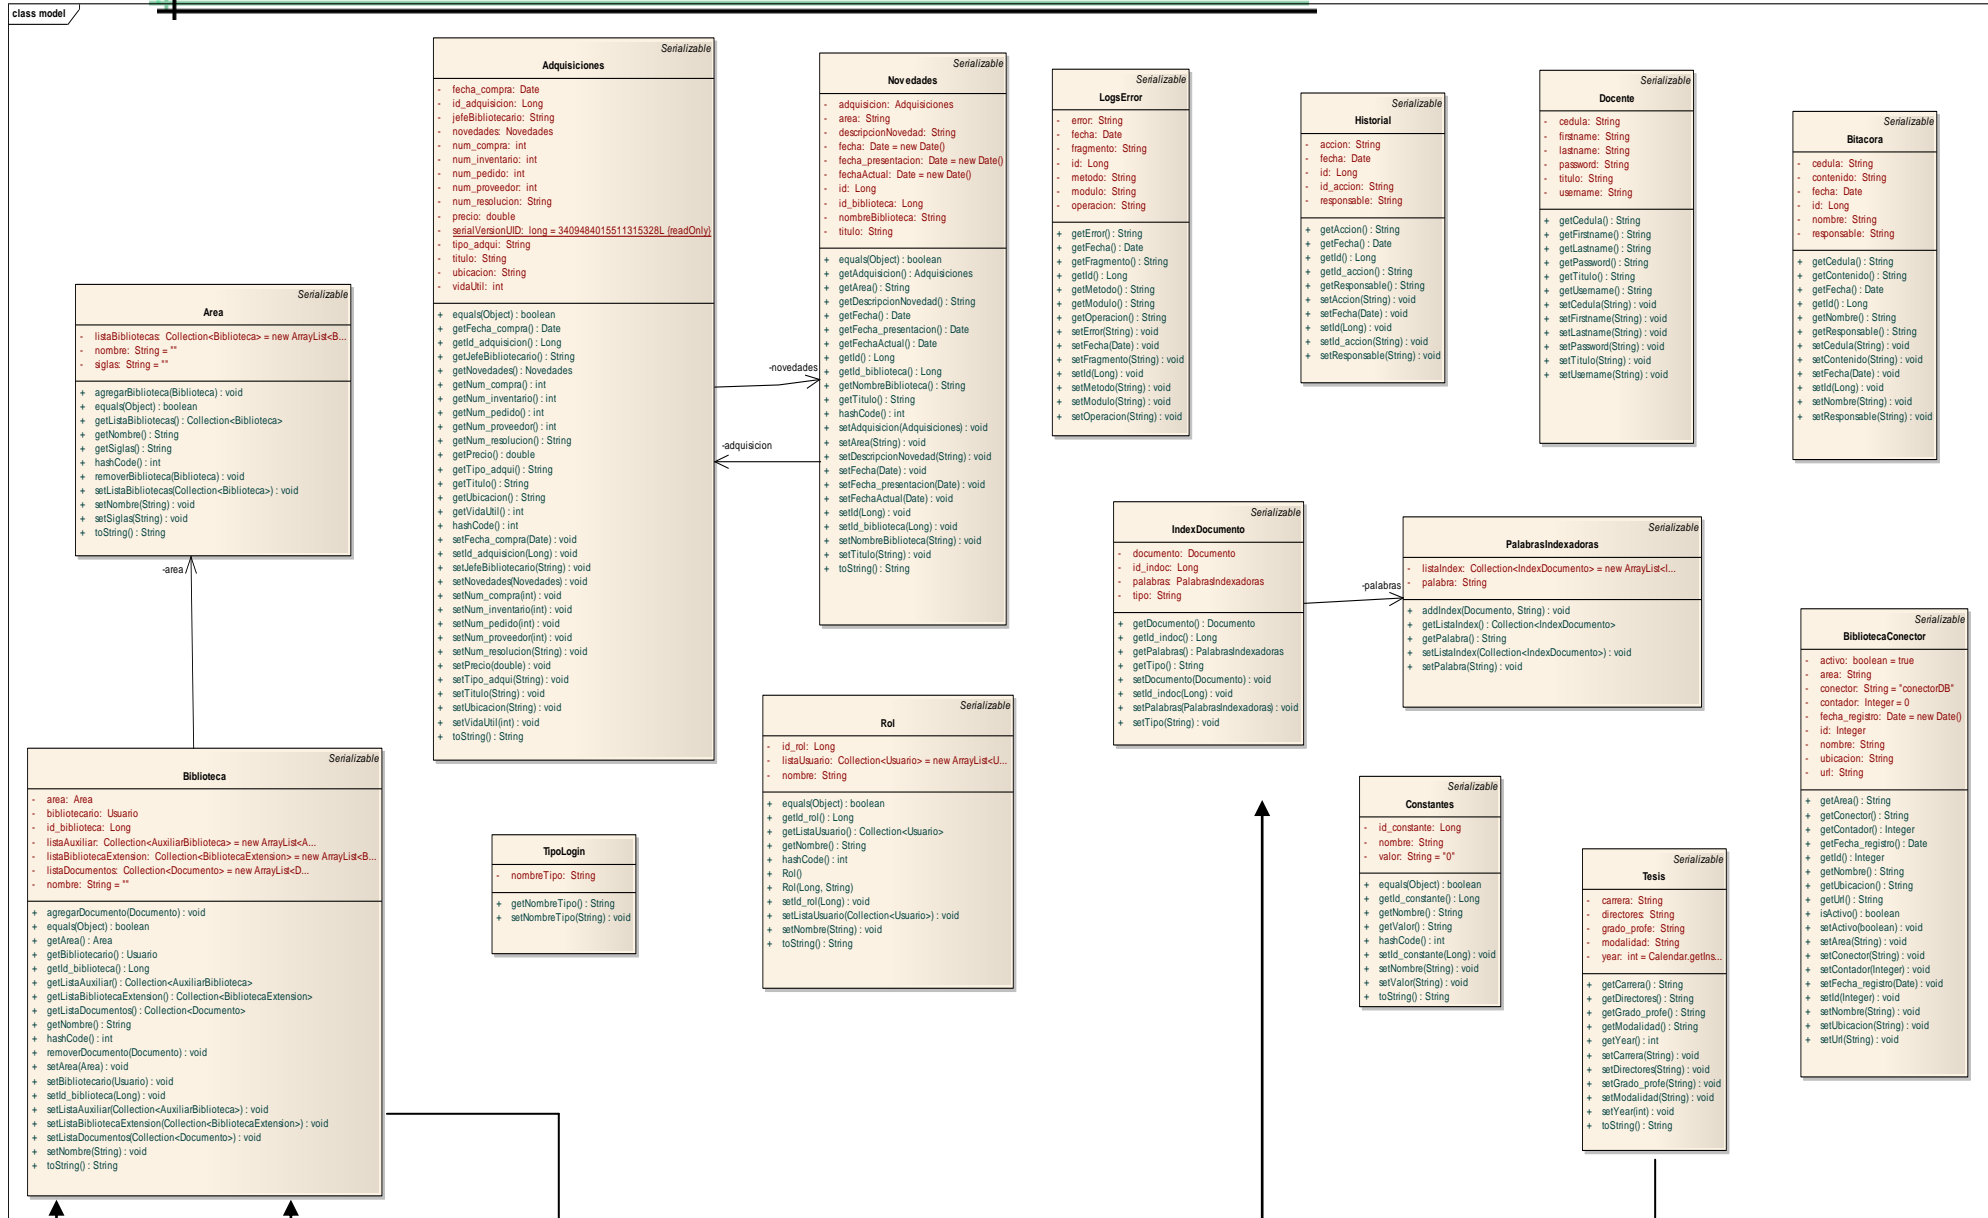 class model
Serializable
Adquisiciones
- fecha_compra: Date
- id_adquisicion: Long
- jefeBibliotecario: String
- novedades: Novedades
- num_compra: int
- num_inventario: int
- num_pedido: int
- num_proveedor: int
- num_resolucion: String
- precio: double
- serialVersionUID: long = 3409484015511315328L {readOnly}
- tipo_adqui: String
- titulo: String
- ubicacion: String
- vidaUtil: int
+ equals(Object) : boolean
+ getFecha_compra() : Date
+ getId_adquisicion() : Long
+ getJefeBibliotecario() : String
+ getNovedades() : Novedades
+ getNum_compra() : int
+ getNum_inventario() : int
+ getNum_pedido() : int
+ getNum_proveedor() : int
+ getNum_resolucion() : String
+ getPrecio() : double
+ getTipo_adqui() : String
+ getTitulo() : String
+ getUbicacion() : String
+ getVidaUtil() : int
+ hashCode() : int
+ setFecha_compra(Date) : void
+ setId_adquisicion(Long) : void
+ setJefeBibliotecario(String) : void
+ setNovedades(Novedades) : void
+ setNum_compra(int) : void
+ setNum_inventario(int) : void
+ setNum_pedido(int) : void
+ setNum_proveedor(int) : void
+ setNum_resolucion(String) : void
+ setPrecio(double) : void
+ setTipo_adqui(String) : void
+ setTitulo(String) : void
+ setUbicacion(String) : void
+ setVidaUtil(int) : void
+ toString() : String
Serializable
Novedades
- adquisicion: Adquisiciones
- area: String
- descripcionNovedad: String
- fecha: Date = new Date()
- fecha_presentacion: Date = new Date()
- fechaActual: Date = new Date()
- id: Long
- id_biblioteca: Long
- nombreBiblioteca: String
- titulo: String
+ equals(Object) : boolean
+ getAdquisicion() : Adquisiciones
+ getArea() : String
+ getDescripcionNovedad() : String
+ getFecha() : Date
+ getFecha_presentacion() : Date
+ getFechaActual() : Date
+ getId() : Long
+ getId_biblioteca() : Long
+ getNombreBiblioteca() : String
+ getTitulo() : String
+ hashCode() : int
+ setAdquisicion(Adquisiciones) : void
+ setArea(String) : void
+ setDescripcionNovedad(String) : void
+ setFecha(Date) : void
+ setFecha_presentacion(Date) : void
+ setFechaActual(Date) : void
+ setId(Long) : void
+ setId_biblioteca(Long) : void
+ setNombreBiblioteca(String) : void
+ setTitulo(String) : void
+ toString() : String
-novedades
-adquisicion
Serializable
LogsError
- error: String
- fecha: Date
- fragmento: String
- id: Long
- metodo: String
- modulo: String
- operacion: String
+ getError() : String
+ getFecha() : Date
+ getFragmento() : String
+ getId() : Long
+ getMetodo() : String
+ getModulo() : String
+ getOperacion() : String
+ setError(String) : void
+ setFecha(Date) : void
+ setFragmento(String) : void
+ setId(Long) : void
+ setMetodo(String) : void
+ setModulo(String) : void
+ setOperacion(String) : void
Serializable
Historial
- accion: String
- fecha: Date
- id: Long
- id_accion: String
- responsable: String
+ getAccion() : String
+ getFecha() : Date
+ getId() : Long
+ getId_accion() : String
+ getResponsable() : String
+ setAccion(String) : void
+ setFecha(Date) : void
+ setId(Long) : void
+ setId_accion(String) : void
+ setResponsable(String) : void
Serializable
Docente
- cedula: String
- firstname: String
- lastname: String
- password: String
- titulo: String
- username: String
+ getCedula() : String
+ getFirstname() : String
+ getLastname() : String
+ getPassword() : String
+ getTitulo() : String
+ getUsername() : String
+ setCedula(String) : void
+ setFirstname(String) : void
+ setLastname(String) : void
+ setPassword(String) : void
+ setTitulo(String) : void
+ setUsername(String) : void
Serializable
Bitacora
- cedula: String
- contenido: String
- fecha: Date
- id: Long
- nombre: String
- responsable: String
+ getCedula() : String
+ getContenido() : String
+ getFecha() : Date
+ getId() : Long
+ getNombre() : String
+ getResponsable() : String
+ setCedula(String) : void
+ setContenido(String) : void
+ setFecha(Date) : void
+ setId(Long) : void
+ setNombre(String) : void
+ setResponsable(String) : void
Serializable
Area
- listaBibliotecas: Collection<Biblioteca> = new ArrayList<B...
- nombre: String = ""
- siglas: String = ""
+ agregarBiblioteca(Biblioteca) : void
+ equals(Object) : boolean
+ getListaBibliotecas() : Collection<Biblioteca>
+ getNombre() : String
+ getSiglas() : String
+ hashCode() : int
+ removerBiblioteca(Biblioteca) : void
+ setListaBibliotecas(Collection<Biblioteca>) : void
+ setNombre(String) : void
+ setSiglas(String) : void
+ toString() : String
-area
Serializable
IndexDocumento
- documento: Documento
- id_indoc: Long
- palabras: PalabrasIndexadoras
- tipo: String
+ getDocumento() : Documento
+ getId_indoc() : Long
+ getPalabras() : PalabrasIndexadoras
+ getTipo() : String
+ setDocumento(Documento) : void
+ setId_indoc(Long) : void
+ setPalabras(PalabrasIndexadoras) : void
+ setTipo(String) : void
-palabras
Serializable
PalabrasIndexadoras
- listaIndex: Collection<IndexDocumento> = new ArrayList<I...
- palabra: String
+ addIndex(Documento, String) : void
+ getListaIndex() : Collection<IndexDocumento>
+ getPalabra() : String
+ setListaIndex(Collection<IndexDocumento>) : void
+ setPalabra(String) : void
Serializable
BibliotecaConector
- activo: boolean = true
- area: String
- conector: String = "conectorDB"
- contador: Integer = 0
- fecha_registro: Date = new Date()
- id: Integer
- nombre: String
- ubicacion: String
- url: String
+ getArea() : String
+ getConector() : String
+ getContador() : Integer
+ getFecha_registro() : Date
+ getId() : Integer
+ getNombre() : String
+ getUbicacion() : String
+ getUrl() : String
+ isActivo() : boolean
+ setActivo(boolean) : void
+ setArea(String) : void
+ setConector(String) : void
+ setContador(Integer) : void
+ setFecha_registro(Date) : void
+ setId(Integer) : void
+ setNombre(String) : void
+ setUbicacion(String) : void
+ setUrl(String) : void
Serializable
Rol
- id_rol: Long
- listaUsuario: Collection<Usuario> = new ArrayList<U...
- nombre: String
+ equals(Object) : boolean
+ getId_rol() : Long
+ getListaUsuario() : Collection<Usuario>
+ getNombre() : String
+ hashCode() : int
+ Rol()
+ Rol(Long, String)
+ setId_rol(Long) : void
+ setListaUsuario(Collection<Usuario>) : void
+ setNombre(String) : void
+ toString() : String
Serializable
Biblioteca
- area: Area
- bibliotecario: Usuario
- id_biblioteca: Long
- listaAuxiliar: Collection<AuxiliarBiblioteca> = new ArrayList<A...
- listaBibliotecaExtension: Collection<BibliotecaExtension> = new ArrayList<B...
- listaDocumentos: Collection<Documento> = new ArrayList<D...
- nombre: String = ""
+ agregarDocumento(Documento) : void
+ equals(Object) : boolean
+ getArea() : Area
+ getBibliotecario() : Usuario
+ getId_biblioteca() : Long
+ getListaAuxiliar() : Collection<AuxiliarBiblioteca>
+ getListaBibliotecaExtension() : Collection<BibliotecaExtension>
+ getListaDocumentos() : Collection<Documento>
+ getNombre() : String
+ hashCode() : int
+ removerDocumento(Documento) : void
+ setArea(Area) : void
+ setBibliotecario(Usuario) : void
+ setId_biblioteca(Long) : void
+ setListaAuxiliar(Collection<AuxiliarBiblioteca>) : void
+ setListaBibliotecaExtension(Collection<BibliotecaExtension>) : void
+ setListaDocumentos(Collection<Documento>) : void
+ setNombre(String) : void
+ toString() : String
Serializable
TipoLogin
- nombreTipo: String
+ getNombreTipo() : String
+ setNombreTipo(String) : void
Serializable
Constantes
- id_constante: Long
- nombre: String
- valor: String = "0"
+ equals(Object) : boolean
+ getId_constante() : Long
+ getNombre() : String
+ getValor() : String
+ hashCode() : int
+ setId_constante(Long) : void
+ setNombre(String) : void
+ setValor(String) : void
+ toString() : String
Serializable
Tesis
- carrera: String
- directores: String
- grado_profe: String
- modalidad: String
- year: int = Calendar.getIns...
+ getCarrera() : String
+ getDirectores() : String
+ getGrado_profe() : String
+ getModalidad() : String
+ getYear() : int
+ setCarrera(String) : void
+ setDirectores(String) : void
+ setGrado_profe(String) : void
+ setModalidad(String) : void
+ setYear(int) : void
+ toString() : String